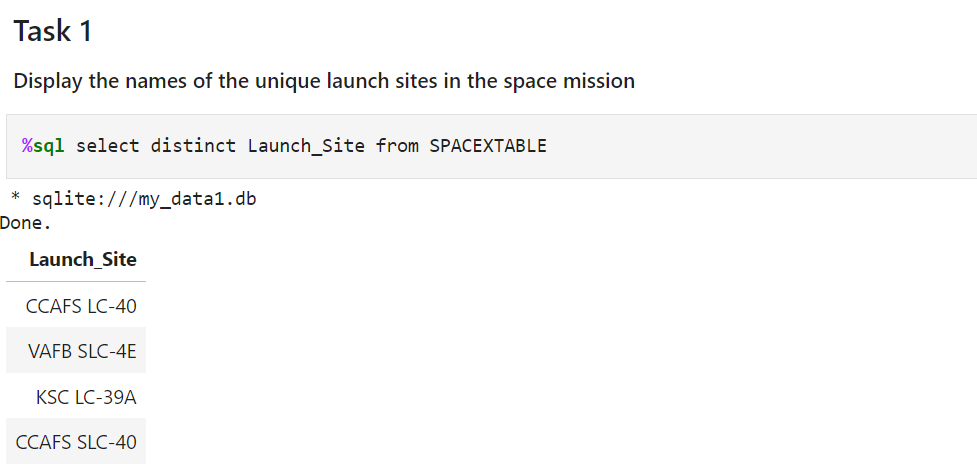 Task 1
Display the names of the unique launch sites in the space mission
%sql select distinct Launch_Site from SPACEXTABLE
* sqlite:///my_data1.db
Done.
Launch_Site
CCAFS LC-40
VAFB SLC-4E
KSC LC-39A
CCAFS SLC-40